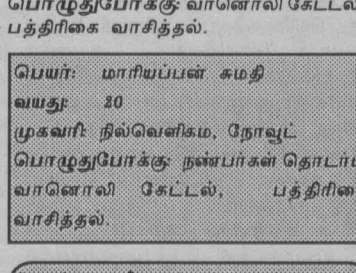 பொழுதுபோக்கு: வானொலி கேட்டல்
பத்திரிகை வாசித்தல்.
பெயர்: மாரியப்பன் சுமதி
வயது: 20
முகவரி: நில்வெளிகம, நேவூட்
பொழுதுபோக்கு: நண்பர்கள் தொடர்ப
வானொலி கேட்டல், பத்திரிகை
வாசித்தல்.